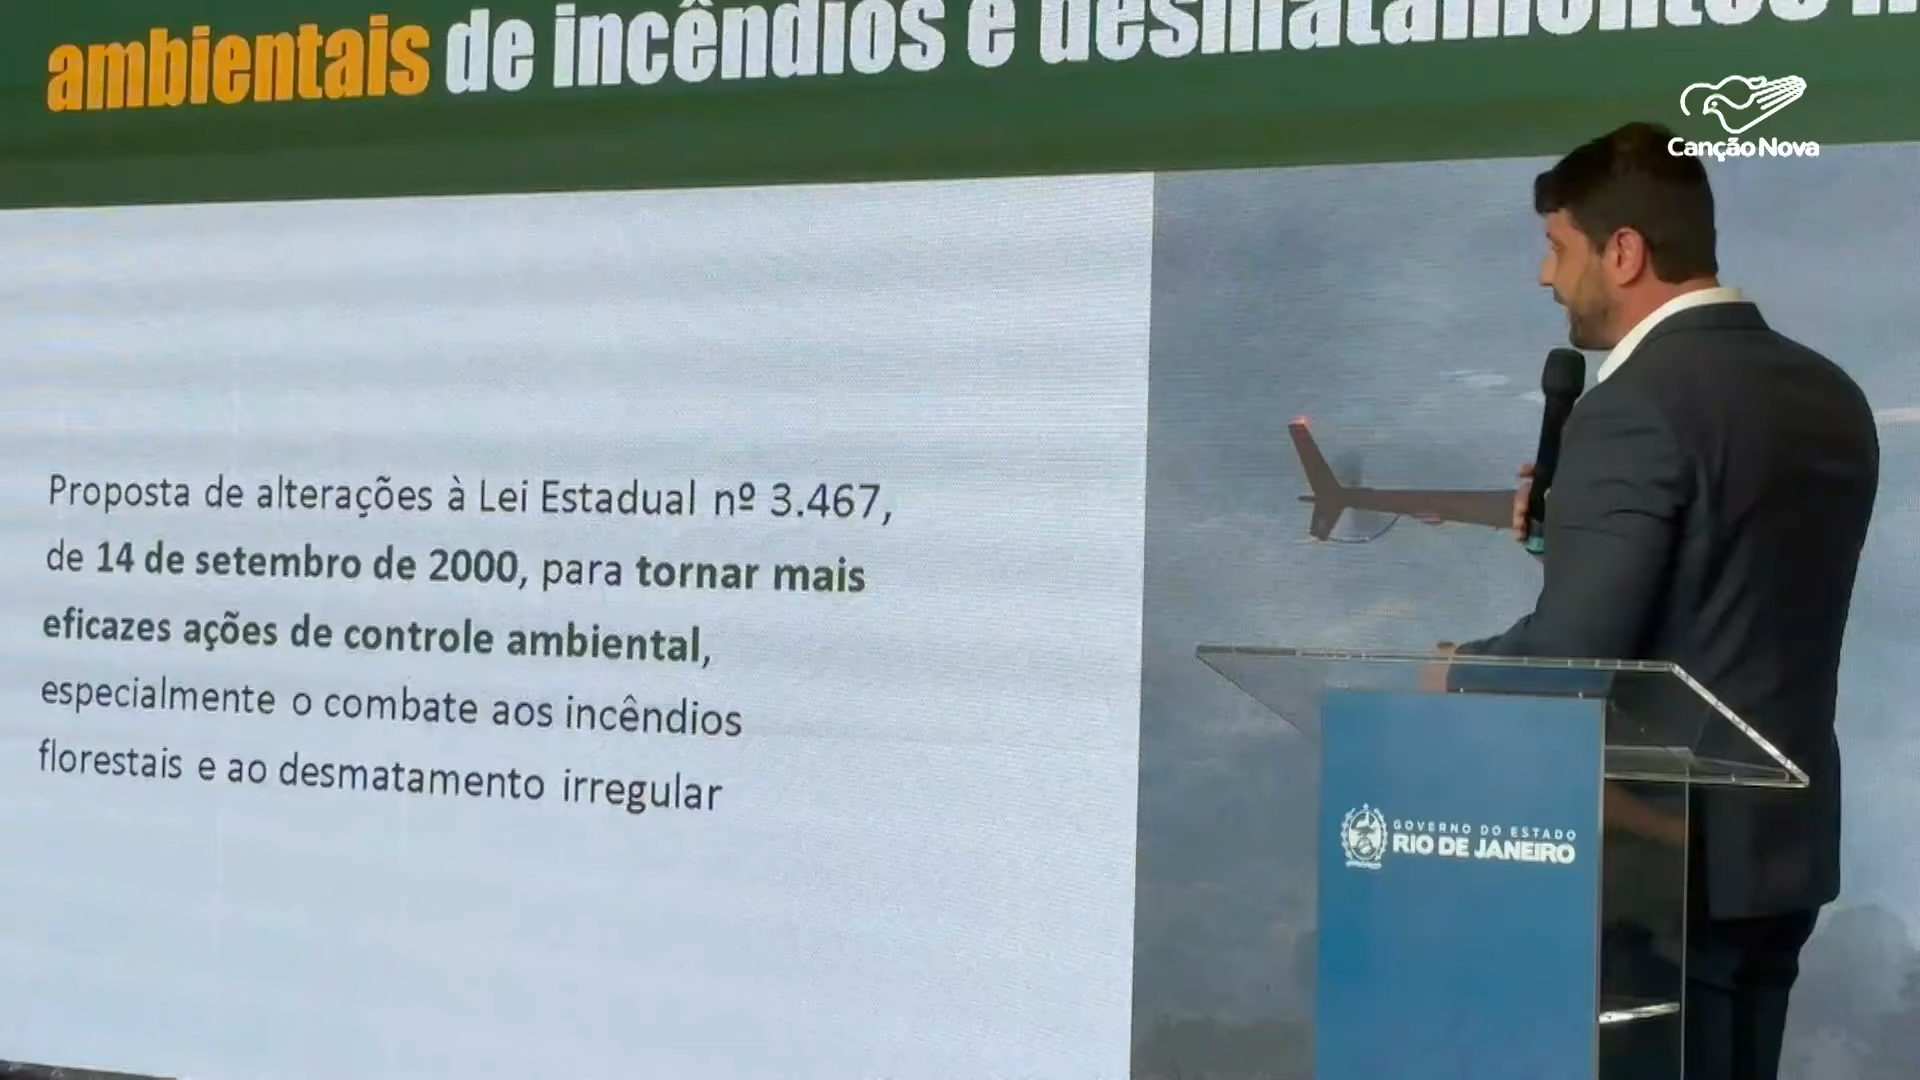 ambientais de incêndios e desmatamentos
Canção Nova
Proposta de alterações à Lei Estadual nº 3.467,
de 14 de setembro de 2000, para tornar mais
eficazes ações de controle ambiental,
especialmente o combate aos incêndios
florestais e ao desmatamento irregular
GOVERNO DO ESTADO
RIO DE JANEIRO